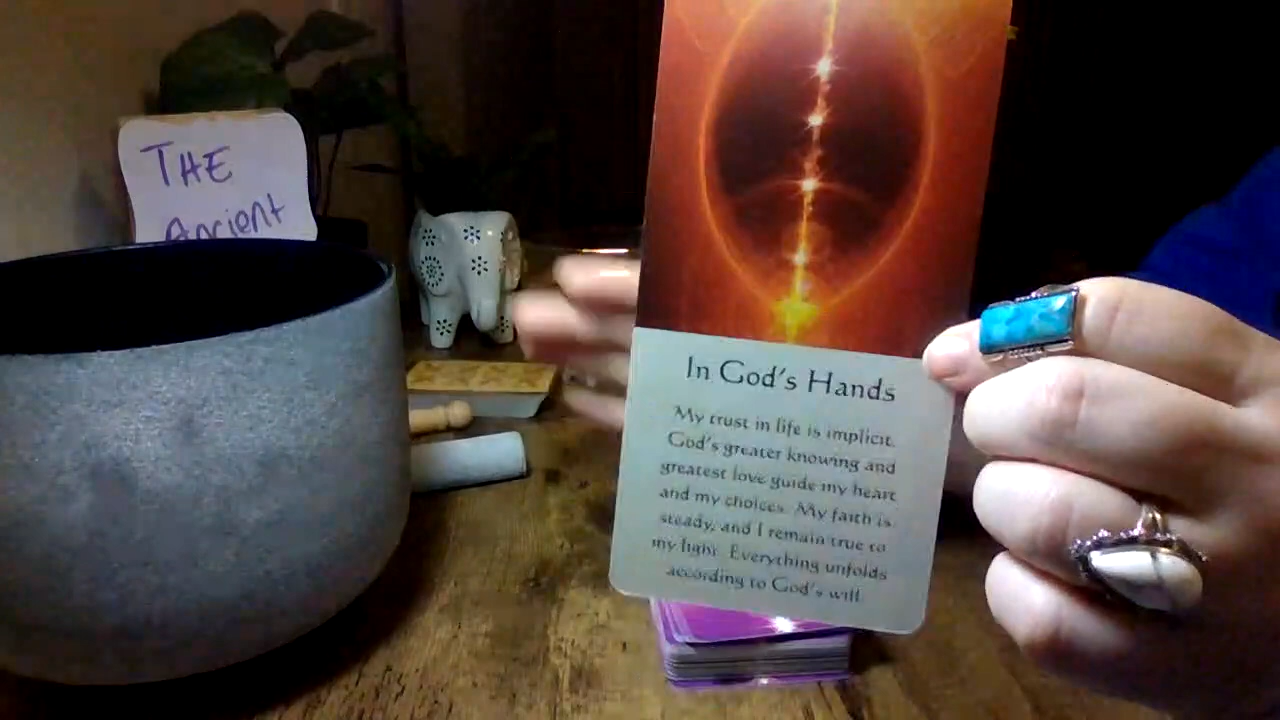 THE
Ancient
In God's Hands
My trust in life is implicit.
God's greater knowing and
greatest love guide my heart
and my choices. My faith is
steady, and I remain true to
my light. Everything unfolds
according to God's will.